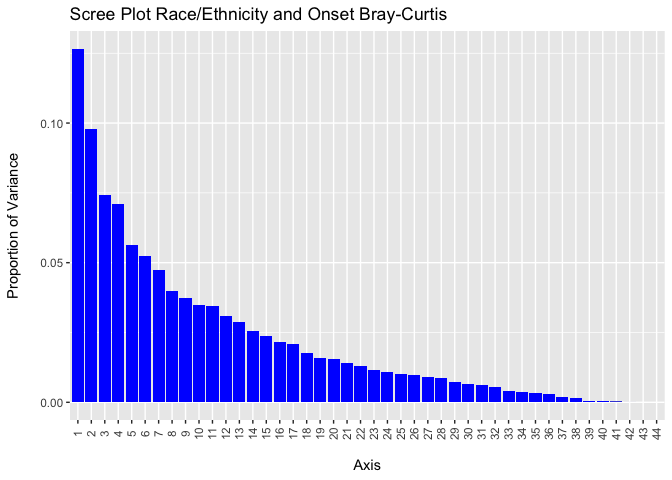 Scree Plot Race/Ethnicity and Onset Bray-Curtis
Proportion of Variance
0.10
0.05
0.00
1 2 3 4 5 6 7 8 9 10 11 12 13 14 15 16 17 18 19 20 21 22 23 24 25 26 27 28 29 30 31 32 33 34 35 36 37 38 39 40 41 42 43 44
Axis